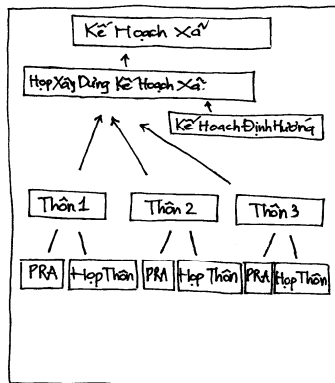 Kế Hoạch Xã
Họp Xây Dựng Kế Hoạch Xã
Kế Hoạch Định Hướng
Thôn 1 Thôn 2 Thôn 3
PRA Họp Thôn PRA Họp Thôn PRA Họp Thôn